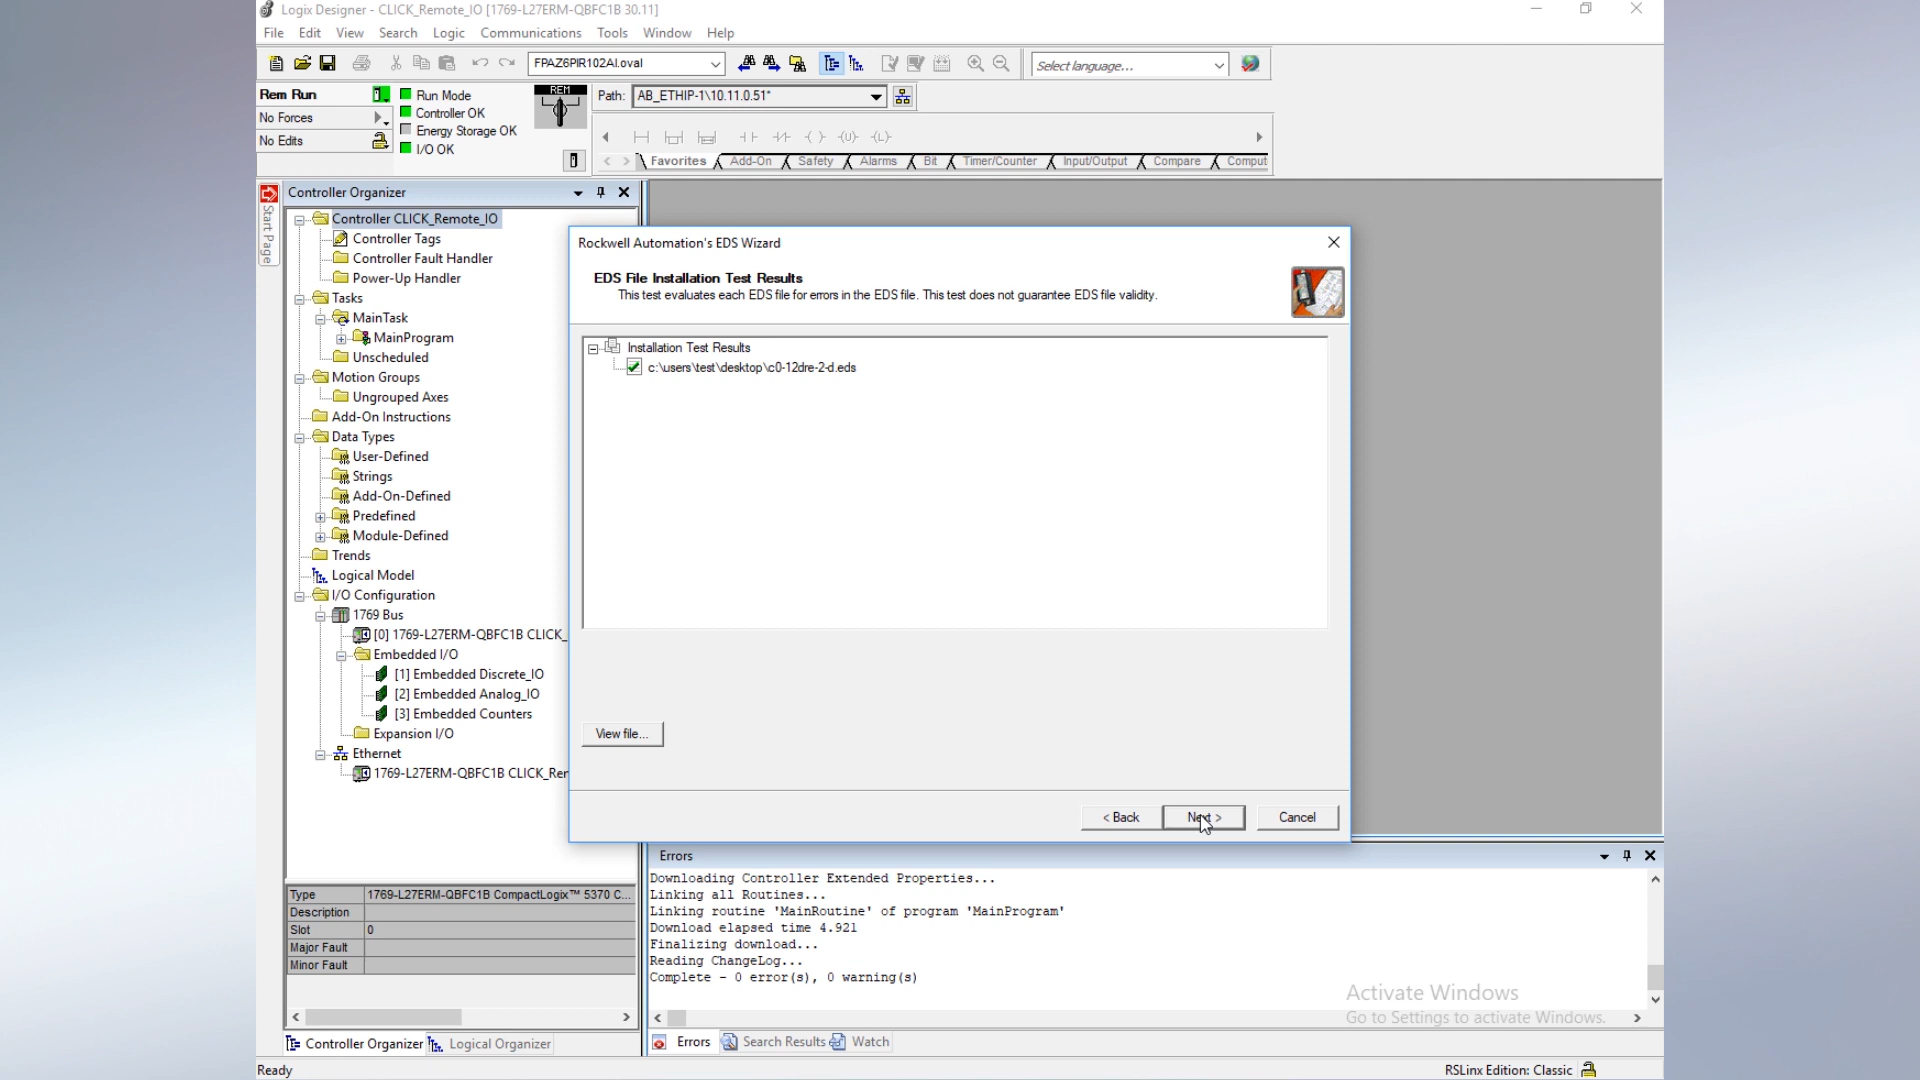 Logix Designer - CLICK_Remote_IO [1769-L27ERM-QBFC1B 30.11]
File Edit View Search Logic Communications Tools Window Help
FPAZ6PIR102AI.oval
Select language...
Rem Run
No Forces
No Edits
Run Mode
Controller OK
Energy Storage OK
I/O OK
REM
Path: AB_ETHIP-1\10.11.0.51*
Favorites Add-On Safety Alarms Bit Timer/Counter Input/Output Compare Comput
Start Page
Controller Organizer
Controller CLICK_Remote_IO
Controller Tags
Controller Fault Handler
Power-Up Handler
Tasks
MainTask
MainProgram
Unscheduled
Motion Groups
Ungrouped Axes
Add-On Instructions
Data Types
User-Defined
Strings
Add-On-Defined
Predefined
Module-Defined
Trends
Logical Model
I/O Configuration
1769 Bus
[0] 1769-L27ERM-QBFC1B CLICK_
Embedded I/O
[1] Embedded Discrete_IO
[2] Embedded Analog_IO
[3] Embedded Counters
Expansion I/O
Ethernet
1769-L27ERM-QBFC1B CLICK_Rer
Type 1769-L27ERM-QBFC1B CompactLogix™ 5370 C...
Description
Slot 0
Major Fault
Minor Fault
Controller Organizer Logical Organizer
Rockwell Automation's EDS Wizard
EDS File Installation Test Results
This test evaluates each EDS file for errors in the EDS file. This test does not guarantee EDS file validity.
Installation Test Results
c:\users\test\desktop\c0-12dre-2-d.eds
View file...
< Back Next > Cancel
Errors
Downloading Controller Extended Properties...
Linking all Routines...
Linking routine 'MainRoutine' of program 'MainProgram'
Download elapsed time 4.921
Finalizing download...
Reading ChangeLog...
Complete - 0 error(s), 0 warning(s)
Activate Windows
Go to Settings to activate Windows.
Errors Search Results Watch
Ready
RSLinx Edition: Classic